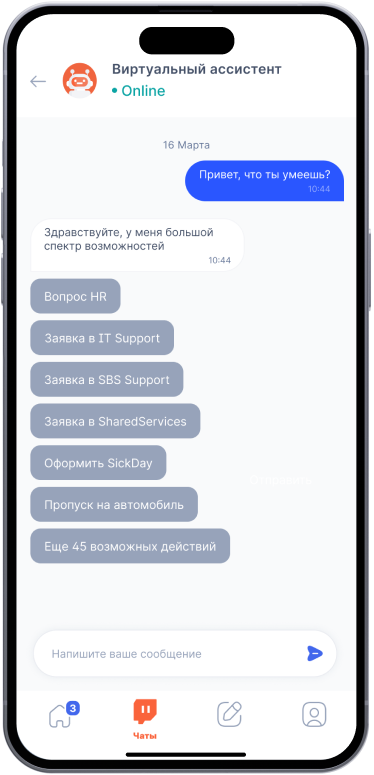 Виртуальный ассистент
Online
16 Марта
Привет, что ты умеешь?
10:44
Здравствуйте, у меня большой
спектр возможностей
10:44
Вопрос HR
Заявка в IT Support
Заявка в SBS Support
Заявка в SharedServices
Оформить SickDay
Пропуск на автомобиль
Еще 45 возможных действий
Напишите ваше сообщение
3
Чаты